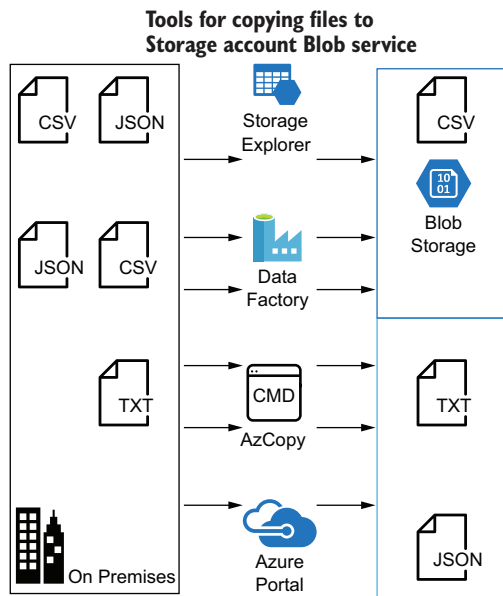 Tools for copying files to
Storage account Blob service
CSV
JSON
Storage
Explorer
CSV
10
01
Blob
Storage
JSON
CSV
Data
Factory
TXT
CMD
AzCopy
TXT
On Premises
Azure
Portal
JSON